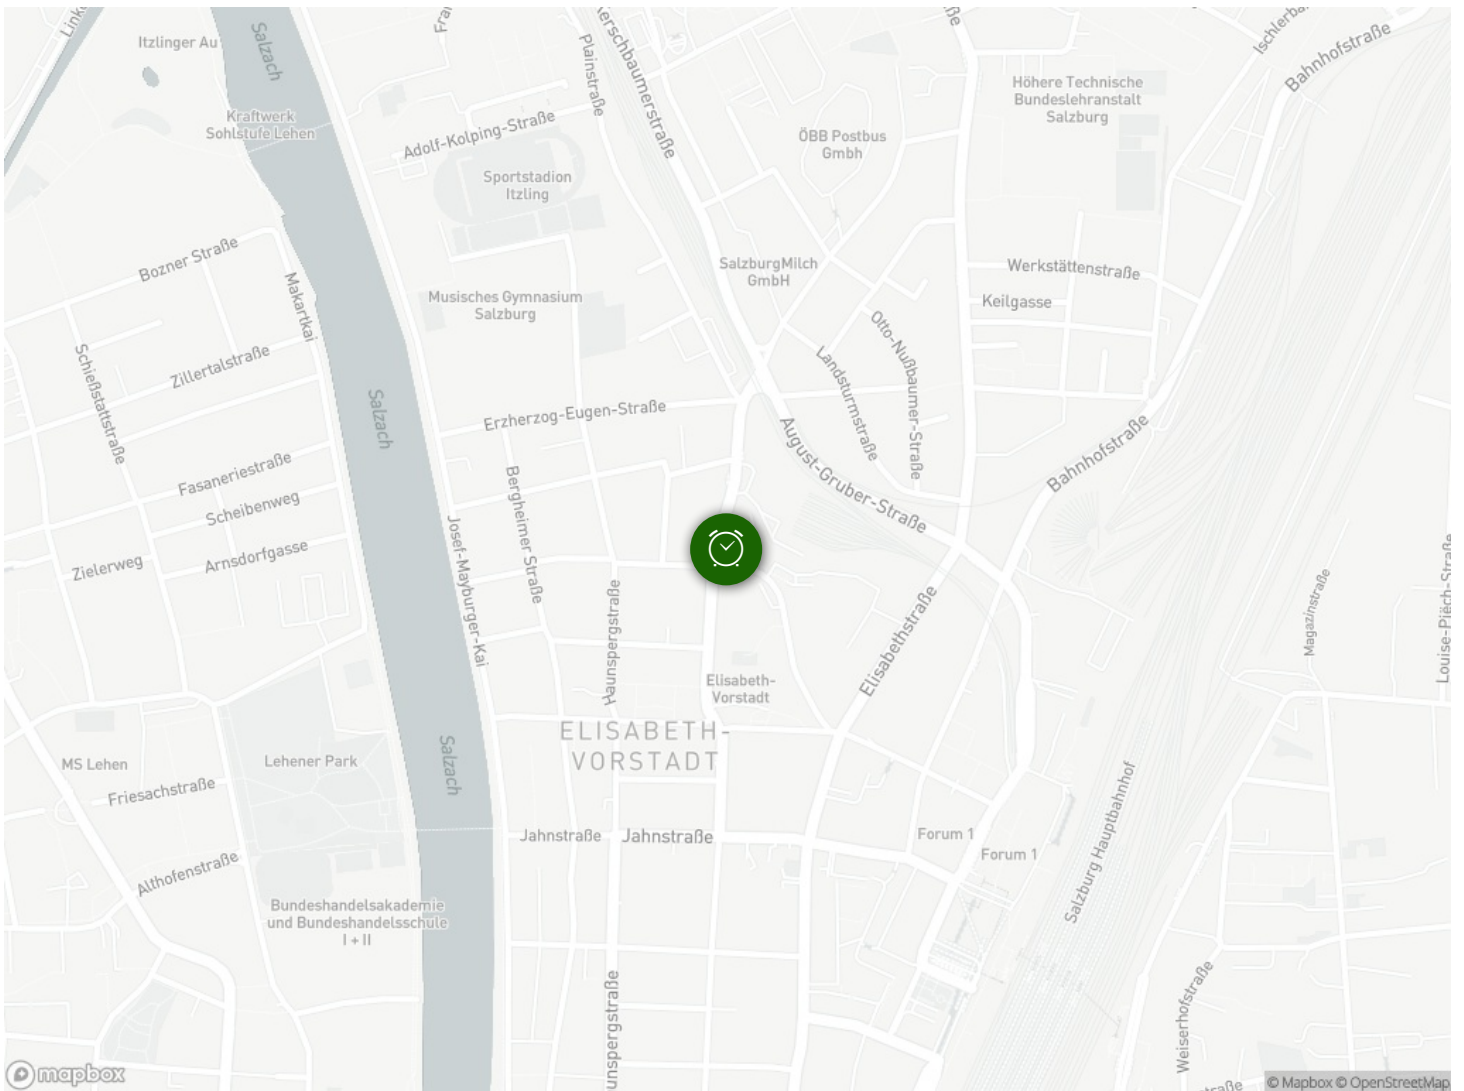 Itzlinger Au
Salzach
Plainstraße
Kerschbaumerstraße
Ischlerba
Bahnhofstraße
Höhere Technische
Bundeslehranstalt
Salzburg
Kraftwerk
Sohlstufe Lehen
Adolf-Kolping-Straße
ÖBB Postbus
Gmbh
Sportstadion
Itzling
Bozner Straße
Makartkai
SalzburgMilch
GmbH
Werkstättenstraße
Keilgasse
Musisches Gymnasium
Salzburg
Otto-Nußbaumer-Straße
Landsturmstraße
Zillertalstraße
Schießstattstraße
Salzach
Erzherzog-Eugen-Straße
August-Gruber-Straße
Bahnhofstraße
Fasaneriestraße
Bergheimer Straße
Scheibenweg
Josef-Mayburger-Kai
Arnsdorfgasse
Zielerweg
Haunspergstraße
Elisabethstraße
Magazinstraße
Louise-Piëch-Straße
Elisabeth-
Vorstadt
ELISABETH-
VORSTADT
MS Lehen
Lehener Park
Salzach
Friesachstraße
Jahnstraße
Jahnstraße
Forum 1
Forum 1
Salzburg Hauptbahnhof
Althofenstraße
Bundeshandelsakademie
und Bundeshandelsschule
I + II
unspergstraße
Weiserhofstraße
mapbox
© Mapbox © OpenStreetMap